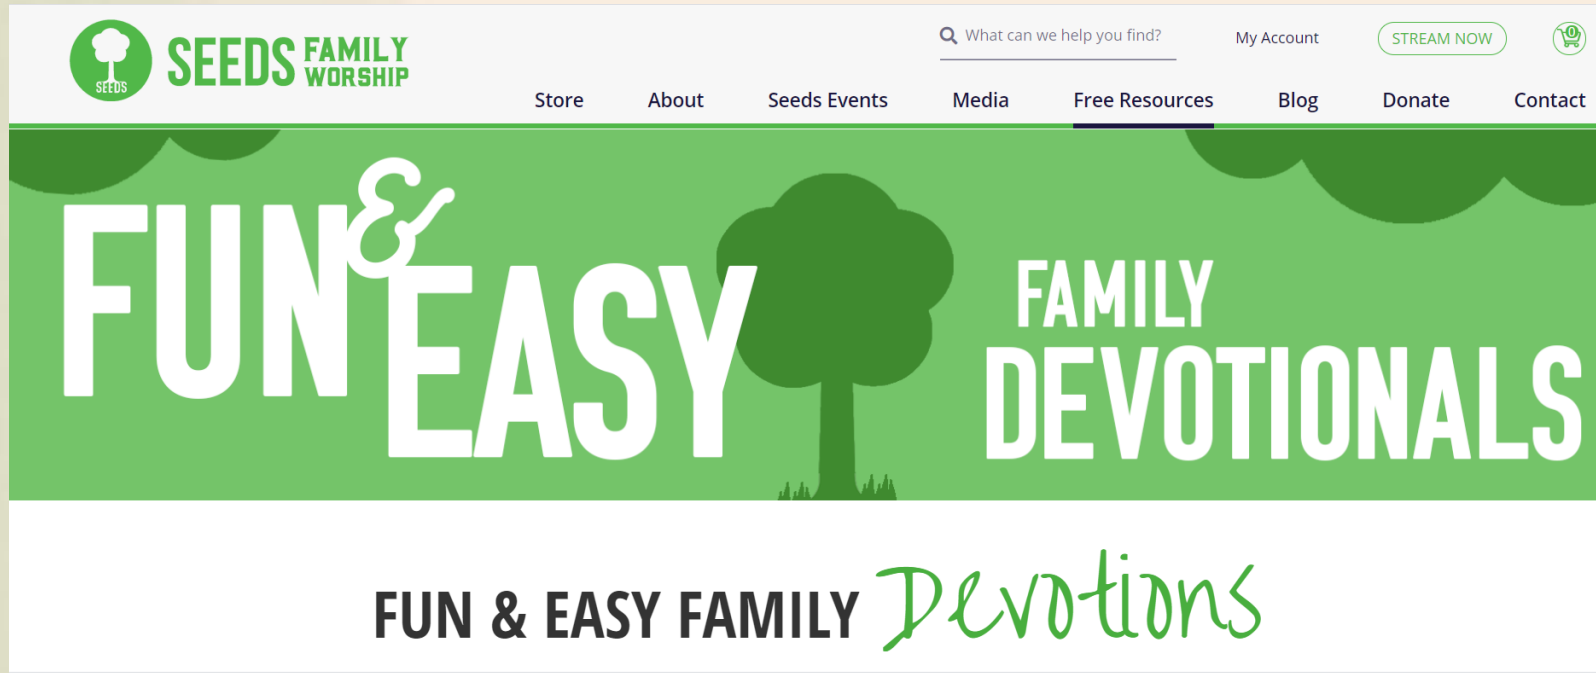 SEEDS
SEEDS FAMILY WORSHIP
What can we help you find?
My Account
STREAM NOW
0
Store About Seeds Events Media Free Resources Blog Donate Contact
FUN & EASY
FAMILY
DEVOTIONALS
FUN & EASY FAMILY Devotions